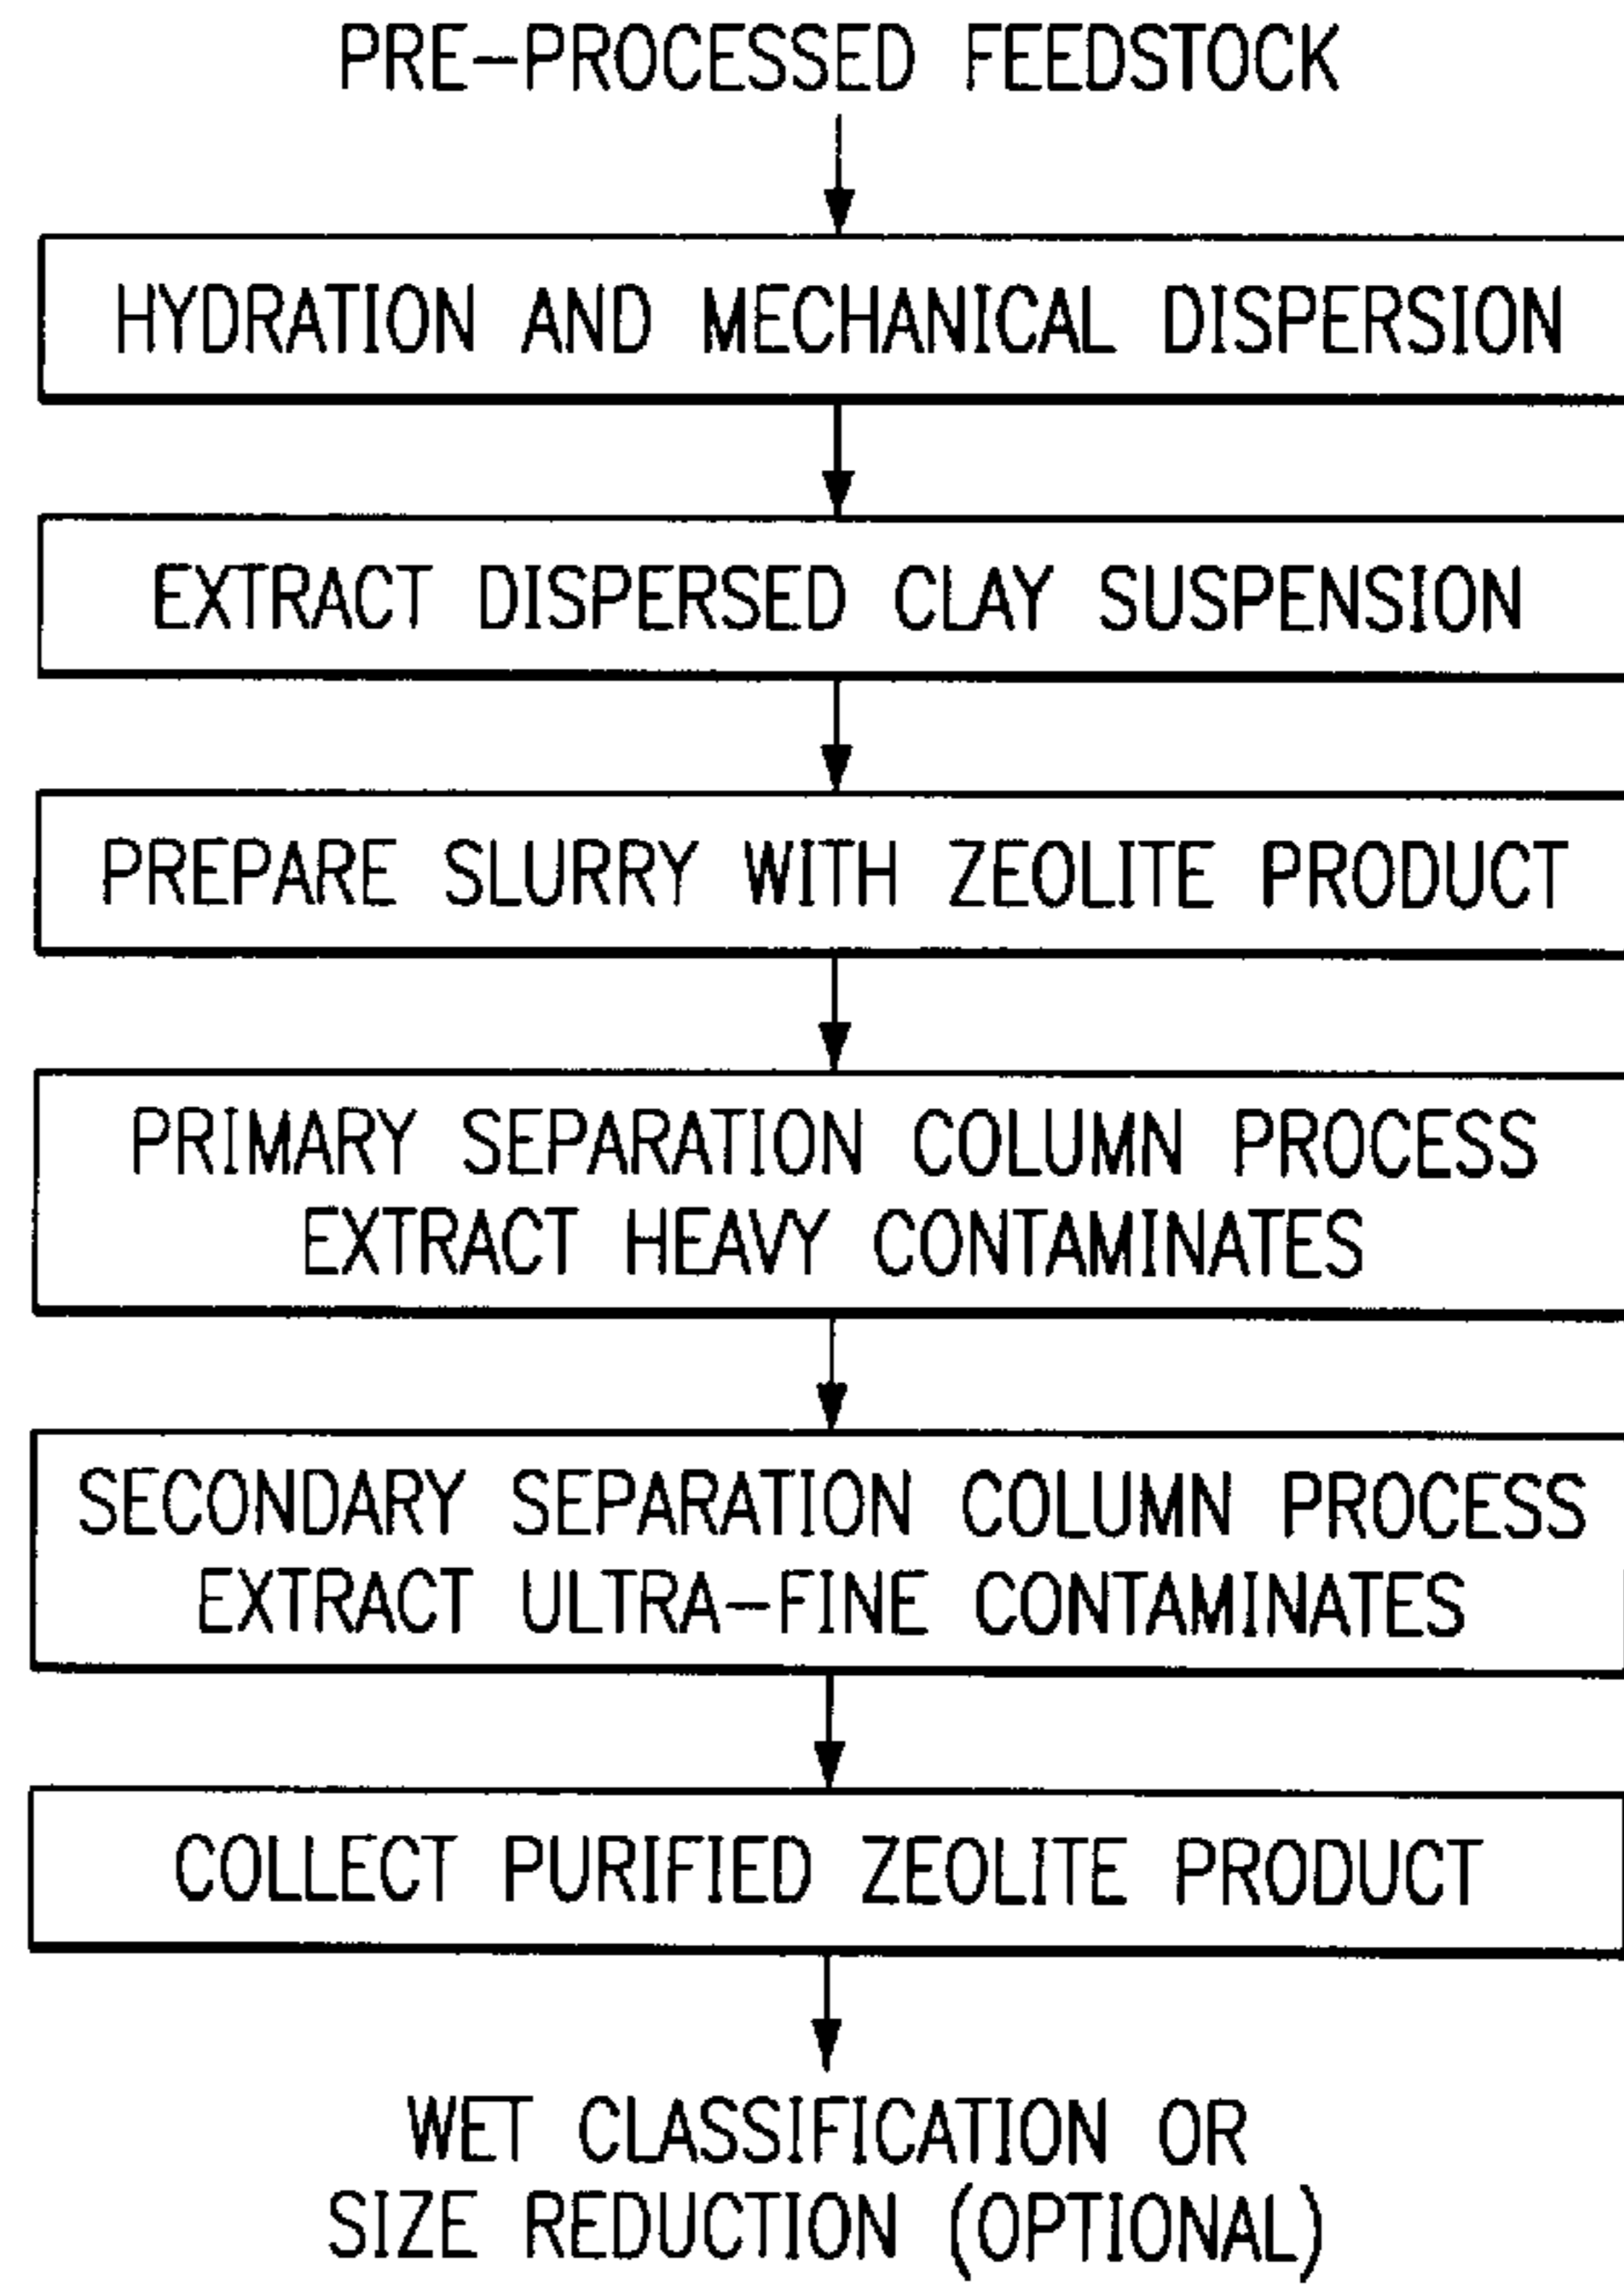 PRE-PROCESSED FEEDSTOCK
HYDRATION AND MECHANICAL DISPERSION
EXTRACT DISPERSED CLAY SUSPENSION
PREPARE SLURRY WITH ZEOLITE PRODUCT
PRIMARY SEPARATION COLUMN PROCESS
EXTRACT HEAVY CONTAMINATES
SECONDARY SEPARATION COLUMN PROCESS
EXTRACT ULTRA-FINE CONTAMINATES
COLLECT PURIFIED ZEOLITE PRODUCT
WET CLASSIFICATION OR
SIZE REDUCTION (OPTIONAL)